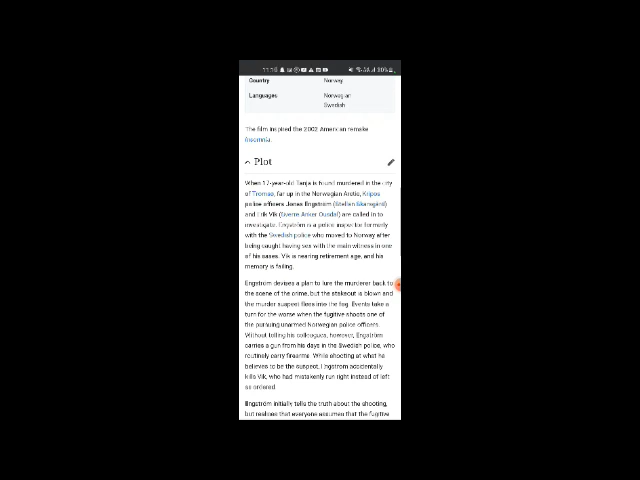 11:15
80%
Country Norway
Languages Norwegian
Swedish
The film inspired the 2002 American remake
Insomnia.
Plot
When 17-year-old Tanja is found murdered in the city
of Tromsø, far up in the Norwegian Arctic, Kripos
police officers Jonas Engström (Stellan Skarsgård)
and Erik Vik (Sverre Anker Ousdal) are called in to
investigate. Engström is a police inspector formerly
with the Swedish police who moved to Norway after
being caught having sex with the main witness in one
of his cases. Vik is nearing retirement age, and his
memory is failing.
Engström devises a plan to lure the murderer back to
the scene of the crime, but the stakeout is blown and
the murder suspect flees into the fog. Events take a
turn for the worse when the fugitive shoots one of
the pursuing unarmed Norwegian police officers.
Without telling his colleagues, however, Engström
carries a gun from his days in the Swedish police, who
routinely carry firearms. While shooting at what he
believes to be the suspect, Engström accidentally
kills Vik, who had mistakenly run right instead of left
as ordered.
Engström initially tells the truth about the shooting,
but realises that everyone assumes that the fugitive